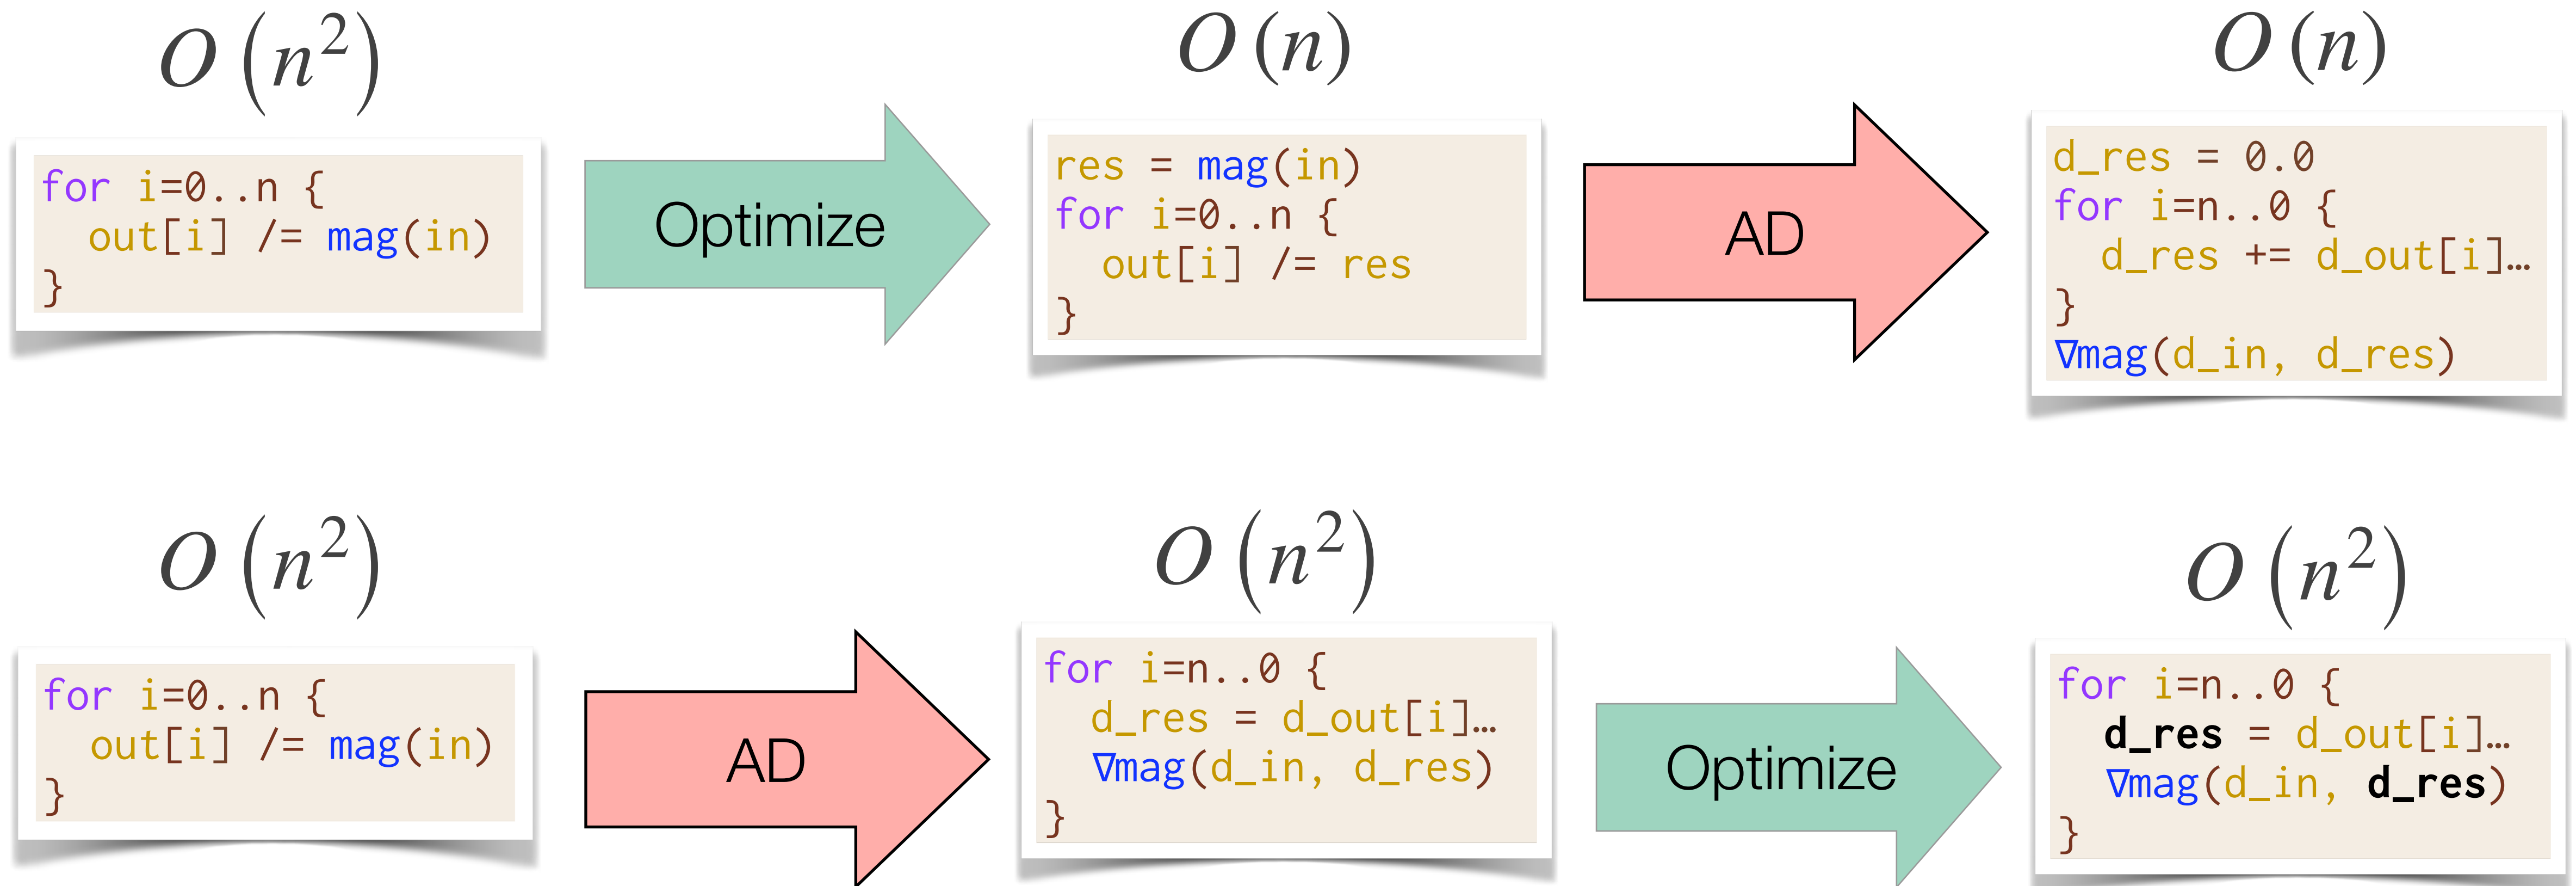 O(n²)
for i=0..n {
  out[i] /= mag(in)
}
Optimize
O(n)
res = mag(in)
for i=0..n {
  out[i] /= res
}
AD
O(n)
d_res = 0.0
for i=n..0 {
  d_res += d_out[i]…
}
∇mag(d_in, d_res)
O(n²)
for i=0..n {
  out[i] /= mag(in)
}
AD
O(n²)
for i=n..0 {
  d_res = d_out[i]…
  ∇mag(d_in, d_res)
}
Optimize
O(n²)
for i=n..0 {
  d_res = d_out[i]…
  ∇mag(d_in, d_res)
}